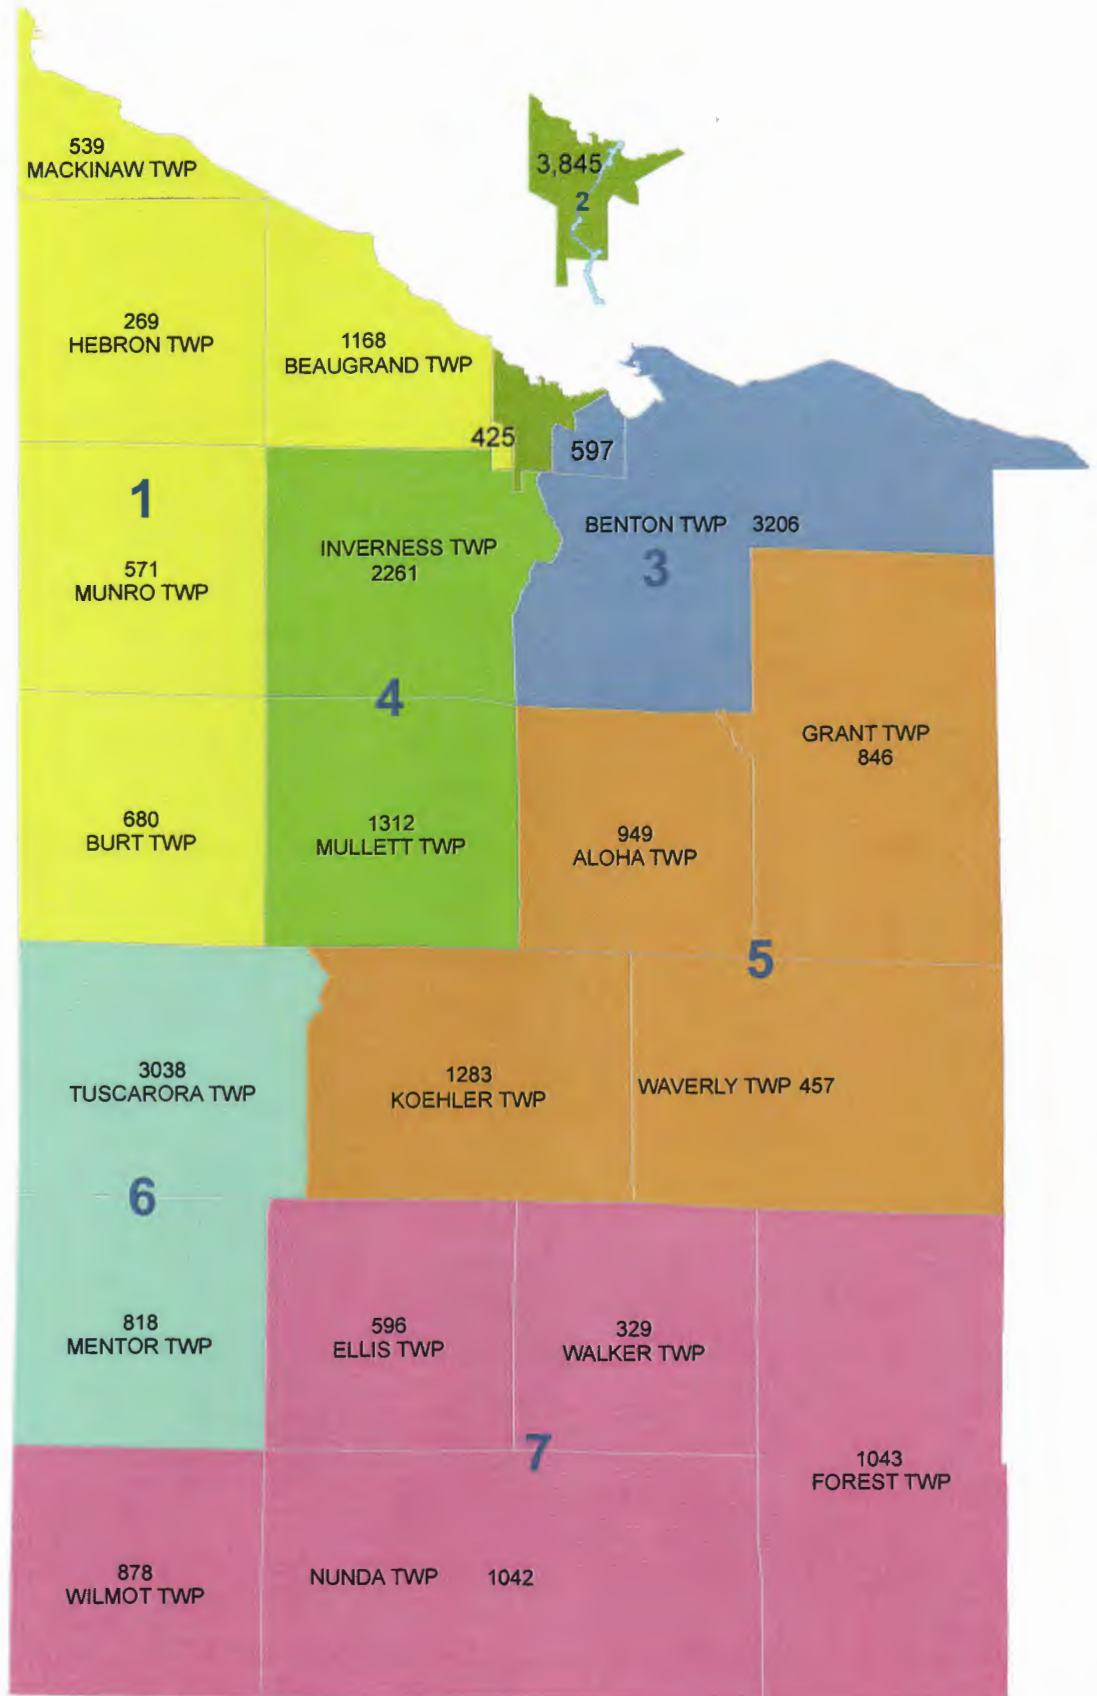 539
MACKINAW TWP
3,845
2
269
HEBRON TWP
1168
BEAUGRAND TWP
425
597
1
571
MUNRO TWP
INVERNESS TWP
2261
BENTON TWP 3206
3
4
GRANT TWP
846
680
BURT TWP
1312
MULLETT TWP
949
ALOHA TWP
5
3038
TUSCARORA TWP
1283
KOEHLER TWP
WAVERLY TWP 457
6
818
MENTOR TWP
596
ELLIS TWP
329
WALKER TWP
7
1043
FOREST TWP
878
WILMOT TWP
NUNDA TWP 1042